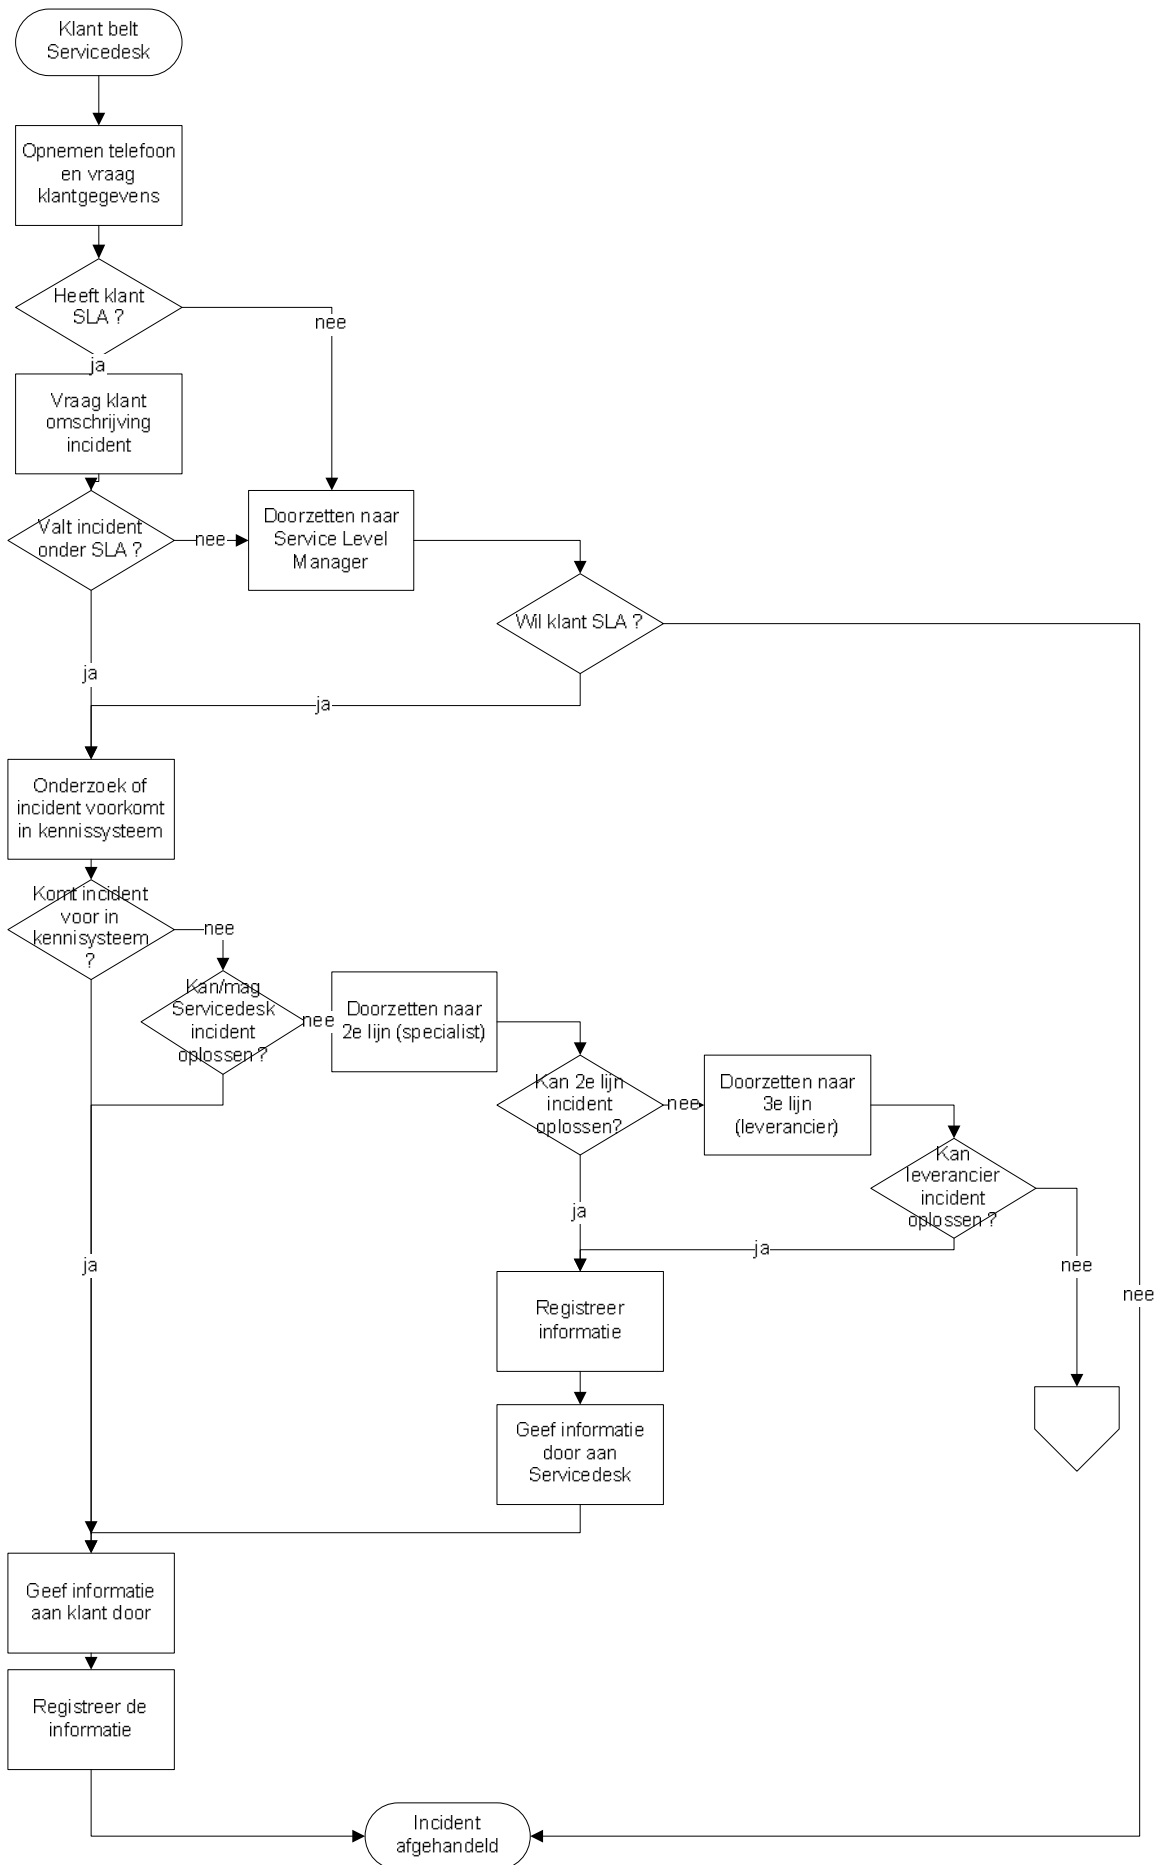 Klant belt
Servicedesk
Opnemen telefoon
en vraag
klantgegevens
Heeft klant
SLA ?
nee
ja
Vraag klant
omschrijving
incident
Valt incident
onder SLA ?
nee
Doorzetten naar
Service Level
Manager
Wil klant SLA ?
ja
ja
Onderzoek of
incident voorkomt
in kennissysteem
Komt incident
voor in
kennisysteem
?
nee
Kan/mag
Servicedesk
incident
oplossen ?
nee
Doorzetten naar
2e lijn (specialist)
Kan 2e lijn
incident
oplossen?
nee
Doorzetten naar
3e lijn
(leverancier)
Kan
leverancier
incident
oplossen ?
ja
ja
ja
nee
nee
Registreer
informatie
Geef informatie
door aan
Servicedesk
Geef informatie
aan klant door
Registreer de
informatie
Incident
afgehandeld